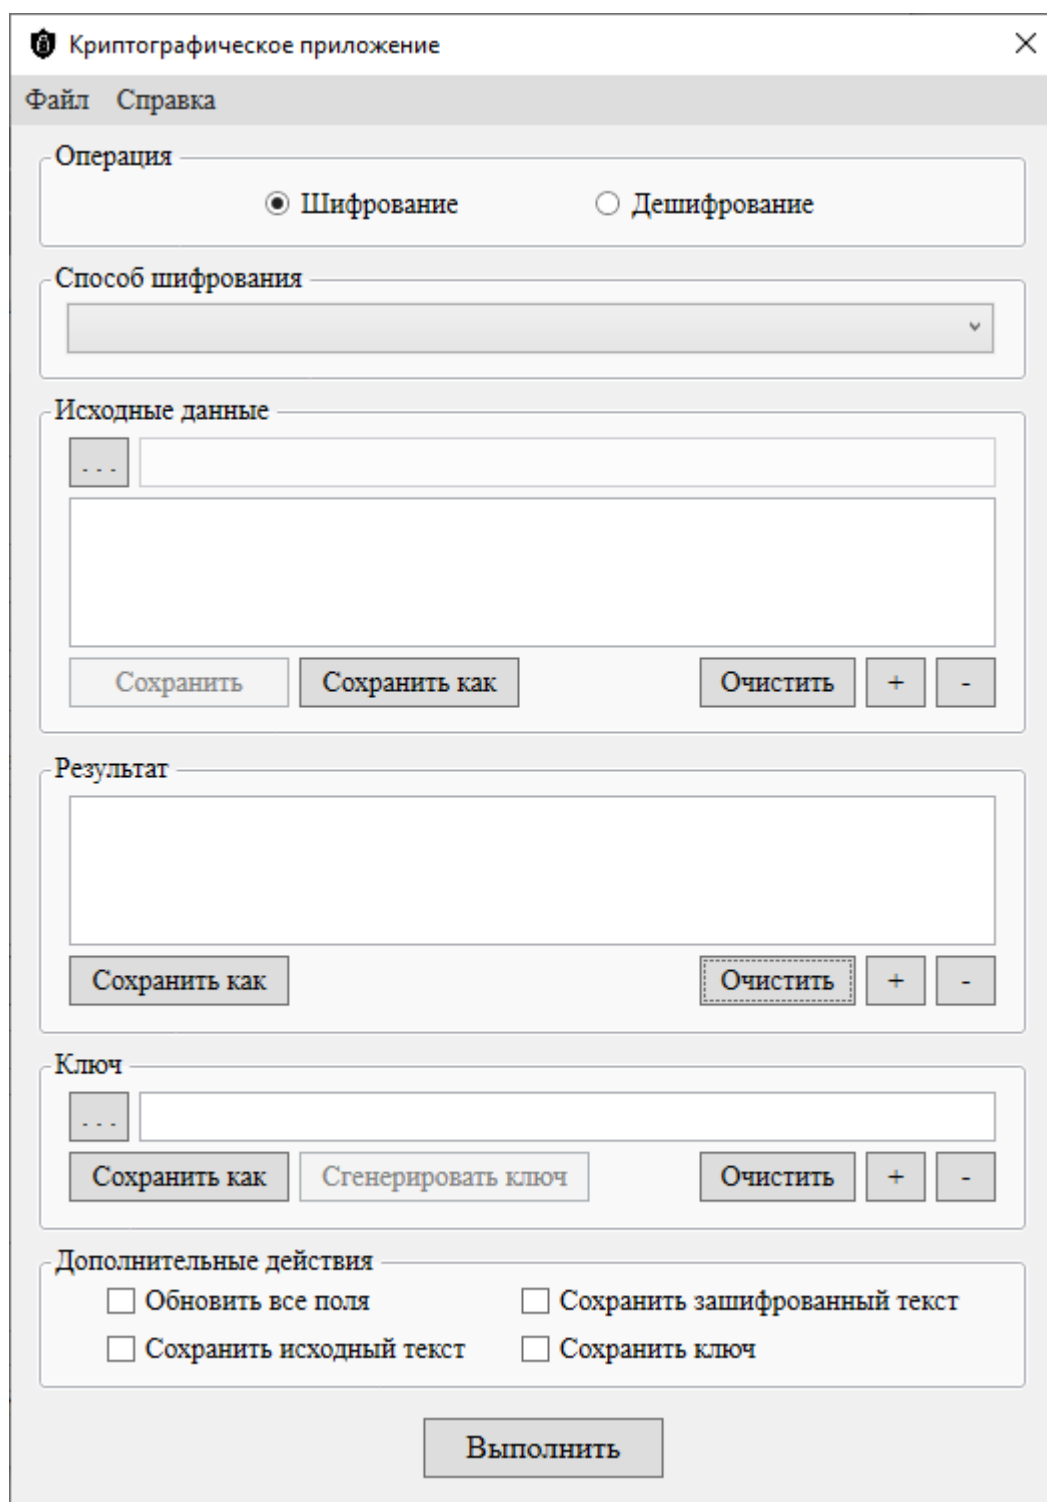 Криптографическое приложение
Файл Справка
Операция
Шифрование Дешифрование
Способ шифрования
Исходные данные
. . .
Сохранить Сохранить как Очистить + -
Результат
Сохранить как Очистить + -
Ключ
. . .
Сохранить как Сгенерировать ключ Очистить + -
Дополнительные действия
Обновить все поля Сохранить зашифрованный текст
Сохранить исходный текст Сохранить ключ
Выполнить